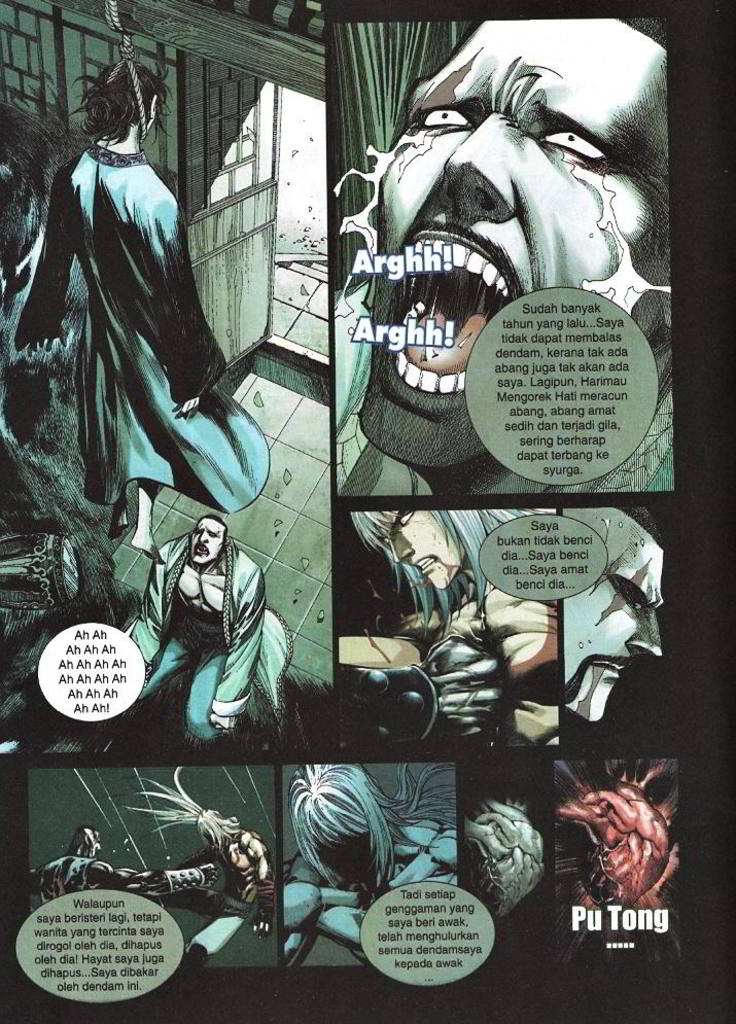 Arghh!
Arghh!
Sudah banyak
tahun yang lalu...Saya
tidak dapat membalas
dendam, kerana tak ada
abang juga tak akan ada
saya. Lagipun, Harimau
Mengorek Hati meracun
abang, abang amat
sedih dan terjadi gila,
sering berharap
dapat terbang ke
syurga.
Ah Ah
Ah Ah Ah
Ah Ah Ah Ah
Ah Ah Ah Ah
Ah Ah Ah
Ah Ah!
Saya
bukan tidak benci
dia...Saya benci
dia...Saya amat
benci dia...
Walaupun
saya beristeri lagi, tetapi
wanita yang tercinta saya
dirogol oleh dia, dihapus
oleh dia! Hayat saya juga
dihapus...Saya dibakar
oleh dendam ini.
Tadi setiap
genggaman yang
saya beri awak,
telah menghulurkan
semua dendamsaya
kepada awak
...
Pu Tong
.....